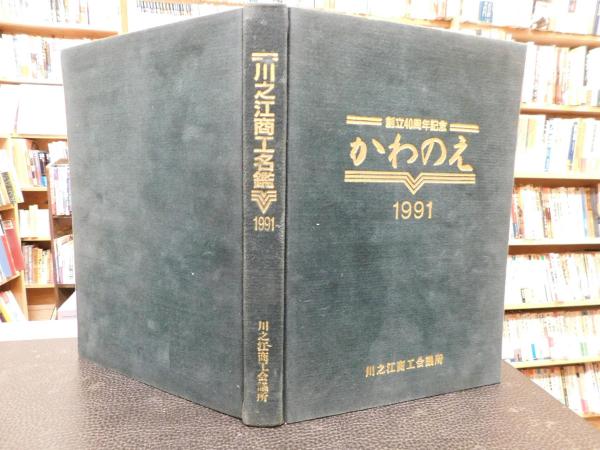 創立40周年記念
かわのえ
1991
川之江商工会議所
川之江商工名鑑
1991
川之江商工会議所